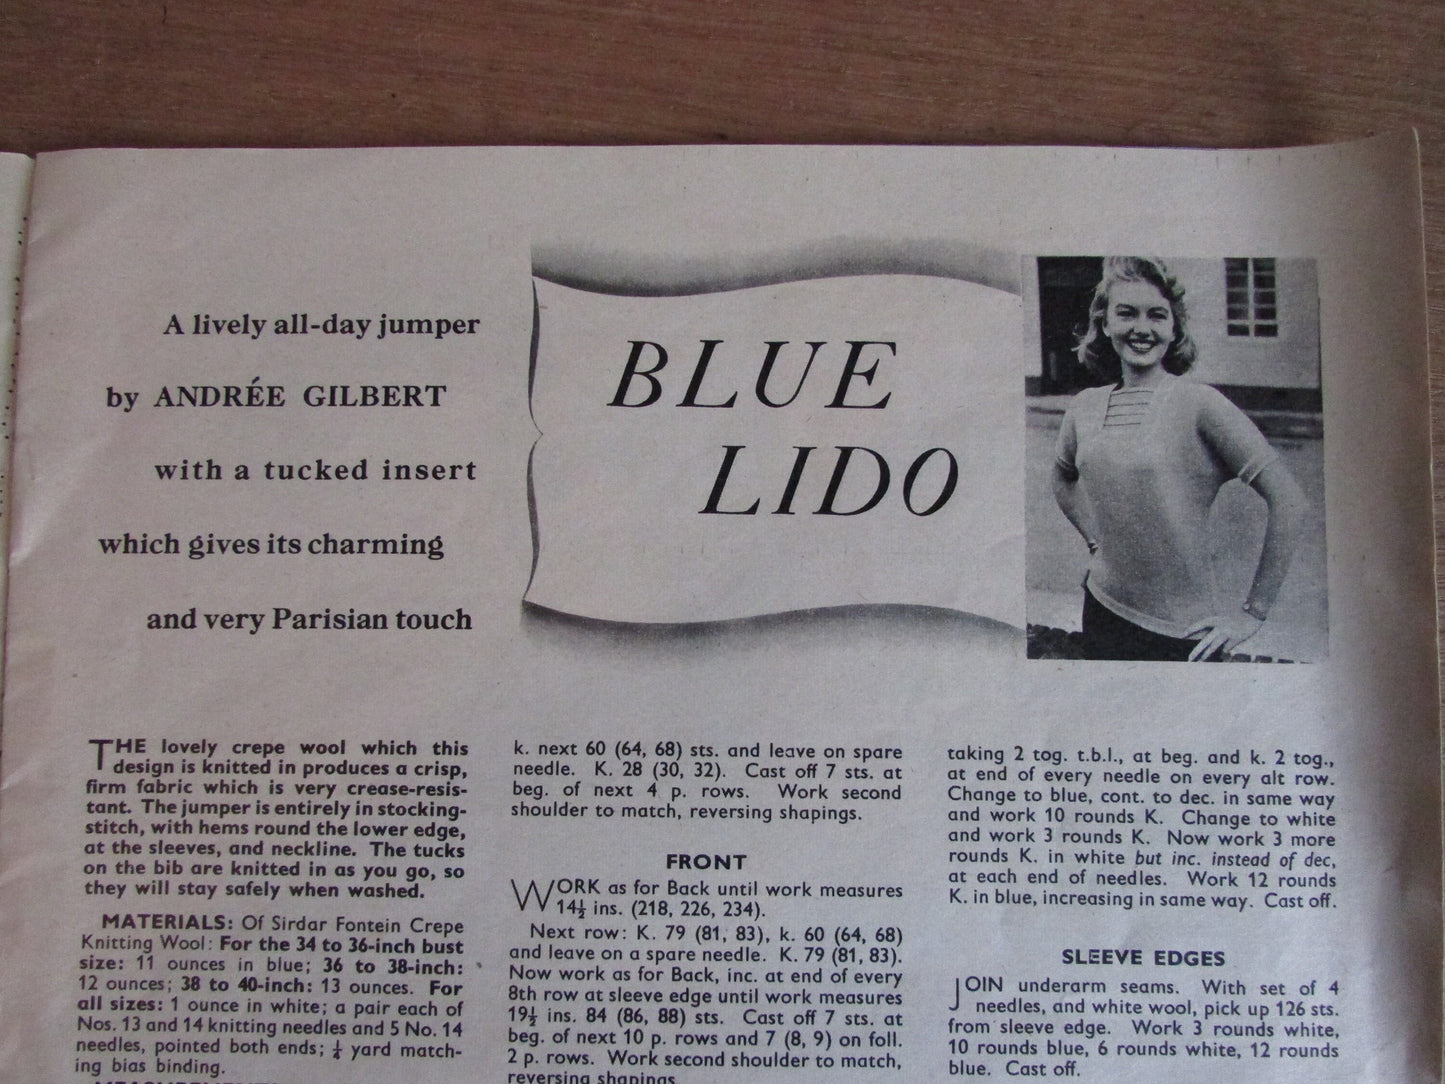 A lively all-day jumper
by ANDRÉE GILBERT
with a tucked insert
which gives its charming
and very Parisian touch
BLUE
LIDO
THE lovely crepe wool which this
design is knitted in produces a crisp,
firm fabric which is very crease-resis-
tant. The jumper is entirely in stocking-
stitch, with hems round the lower edge,
at the sleeves, and neckline. The tucks
on the bib are knitted in as you go, so
they will stay safely when washed.
MATERIALS: Of Sirdar Fontein Crepe
Knitting Wool: For the 34 to 36-inch bust
size: 11 ounces in blue; 36 to 38-inch:
12 ounces; 38 to 40-inch: 13 ounces. For
all sizes: 1 ounce in white; a pair each of
Nos. 13 and 14 knitting needles and 5 No. 14
needles, pointed both ends; ¼ yard match-
ing bias binding.
k. next 60 (64, 68) sts. and leave on spare
needle. K. 28 (30, 32). Cast off 7 sts. at
beg. of next 4 p. rows. Work second
shoulder to match, reversing shapings.
FRONT
WORK as for Back until work measures
14½ ins. (218, 226, 234).
Next row: K. 79 (81, 83), k. 60 (64, 68)
and leave on a spare needle. K. 79 (81, 83).
Now work as for Back, inc. at end of every
8th row at sleeve edge until work measures
19½ ins. 84 (86, 88) sts. Cast off 7 sts. at
beg. of next 10 p. rows and 7 (8, 9) on foll.
2 p. rows. Work second shoulder to match,
reversing shapings.
taking 2 tog. t.b.l., at beg. and k. 2 tog.,
at end of every needle on every alt row.
Change to blue, cont. to dec. in same way
and work 10 rounds K. Change to white
and work 3 rounds K. Now work 3 more
rounds K. in white but inc. instead of dec,
at each end of needles. Work 12 rounds
K. in blue, increasing in same way. Cast off.
SLEEVE EDGES
JOIN underarm seams. With set of 4
needles, and white wool, pick up 126 sts.
from sleeve edge. Work 3 rounds white,
10 rounds blue, 6 rounds white, 12 rounds
blue. Cast off.